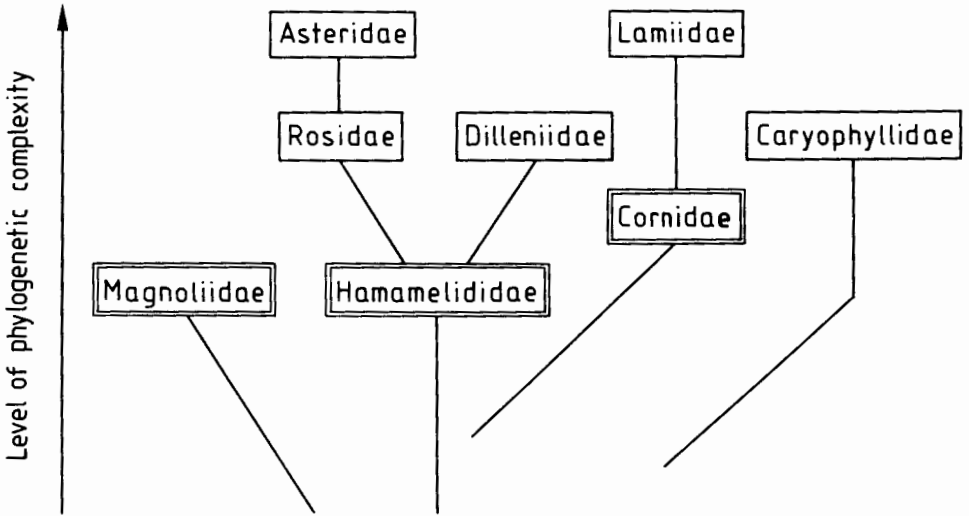 Level of phylogenetic complexity
Asteridae
Lamiidae
Rosidae
Dilleniidae
Caryophyllidae
Cornidae
Magnoliidae
Hamamelididae